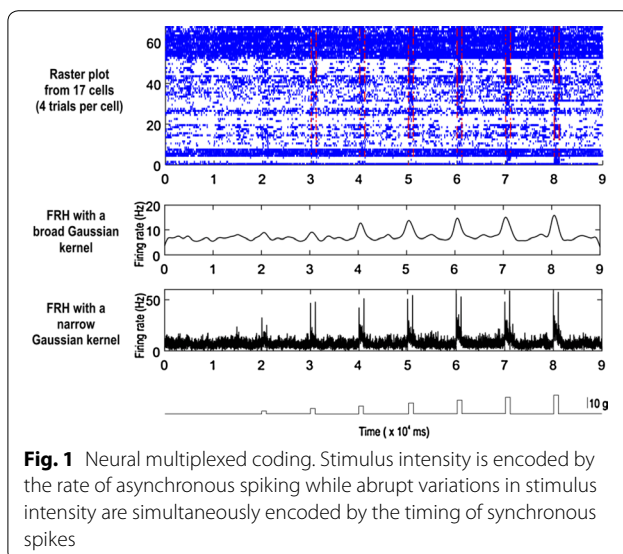 Raster plot
from 17 cells
(4 trials per cell)
60
40
20
0
0 1 2 3 4 5 6 7 8 9
FRH with a
broad Gaussian
kernel
Firing rate (Hz)
20
10
0
0 1 2 3 4 5 6 7 8 9
FRH with a
narrow
Gaussian kernel
Firing rate (Hz)
50
0
0 1 2 3 4 5 6 7 8 9
10 g
Time ( x 10⁴ ms)
Fig. 1 Neural multiplexed coding. Stimulus intensity is encoded by
the rate of asynchronous spiking while abrupt variations in stimulus
intensity are simultaneously encoded by the timing of synchronous
spikes